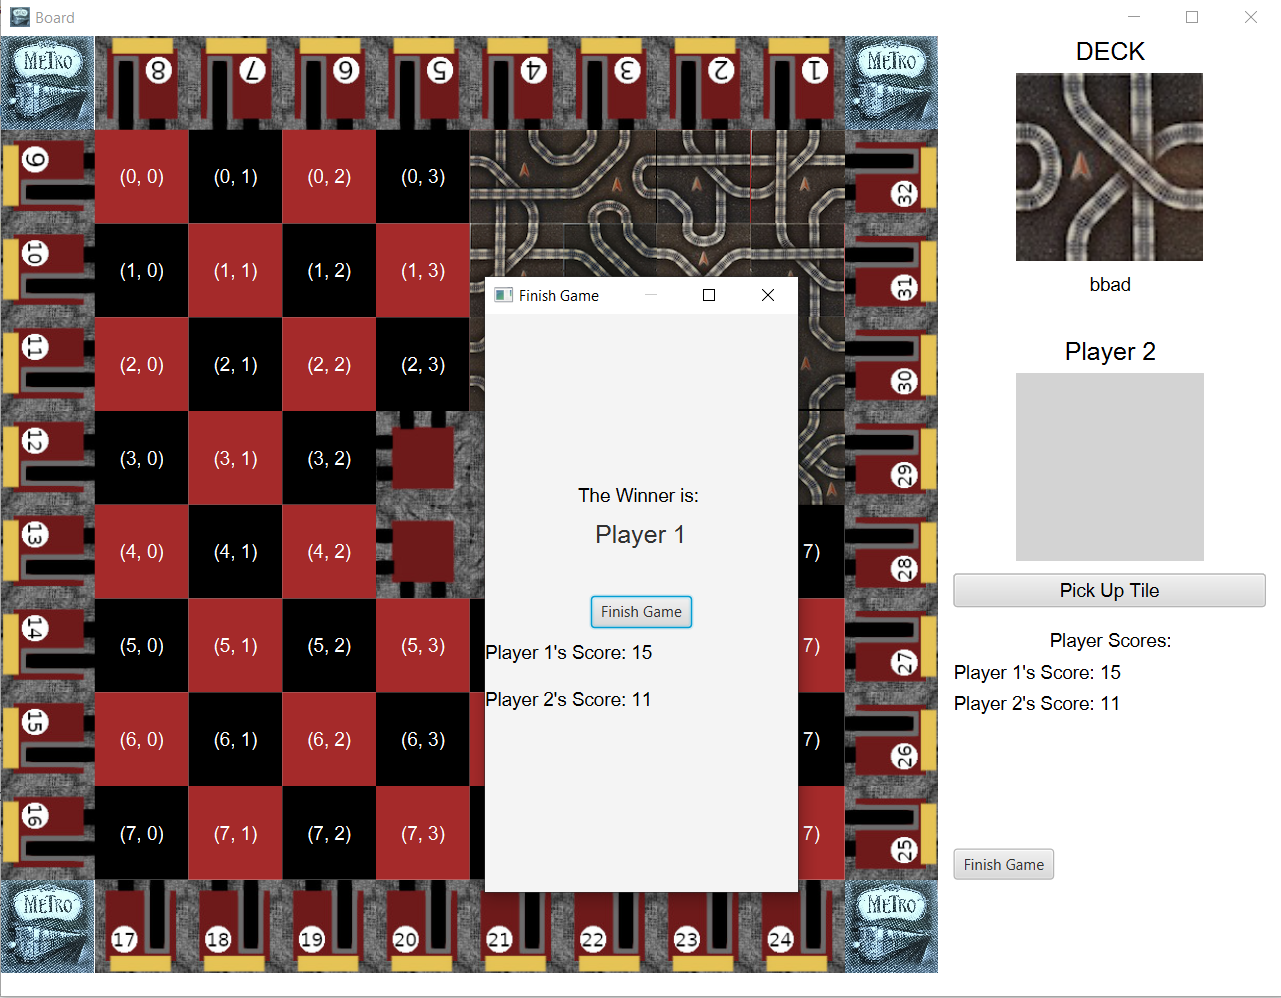 Board
METRO 8 7 6 5 4 3 2 1 METRO
DECK
9 (0, 0) (0, 1) (0, 2) (0, 3) 32
bbad
10 (1, 0) (1, 1) (1, 2) (1, 3) 31
Finish Game
Player 2
11 (2, 0) (2, 1) (2, 2) (2, 3) 30
12 (3, 0) (3, 1) (3, 2) 29
The Winner is:
Player 1
13 (4, 0) (4, 1) (4, 2) 7) 28
Pick Up Tile
Finish Game
14 (5, 0) (5, 1) (5, 2) (5, 3) 7) 27
Player 1's Score: 15
Player 2's Score: 11
Player Scores:
Player 1's Score: 15
Player 2's Score: 11
15 (6, 0) (6, 1) (6, 2) (6, 3) 7) 26
16 (7, 0) (7, 1) (7, 2) (7, 3) 7) 25
Finish Game
METRO 17 18 19 20 21 22 23 24 METRO